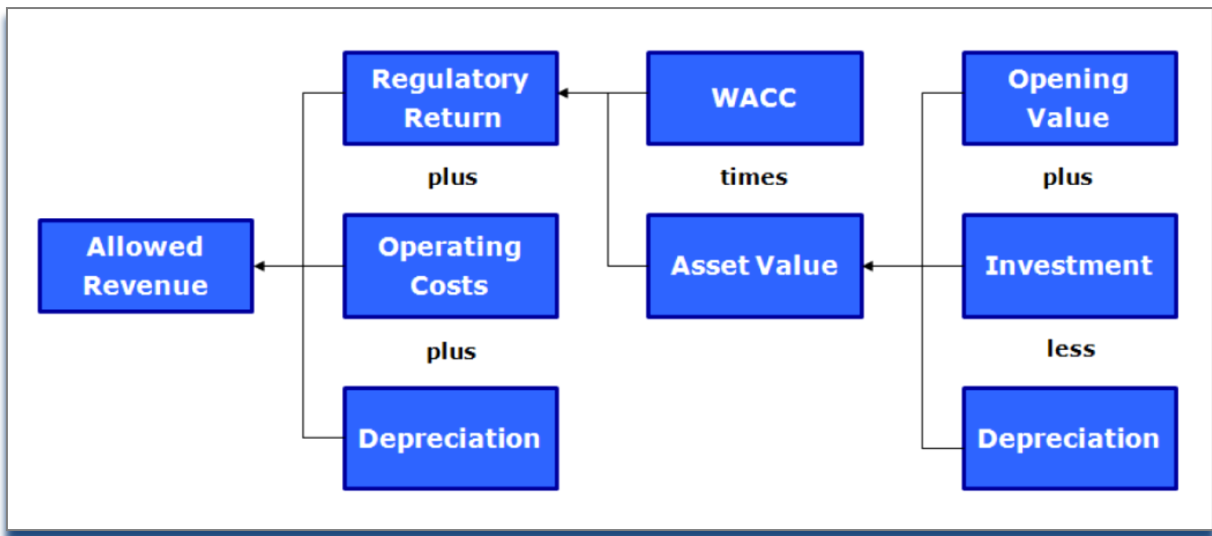 Regulatory
Return
WACC
Opening
Value
plus
times
plus
Allowed
Revenue
Operating
Costs
Asset Value
Investment
plus
less
Depreciation
Depreciation